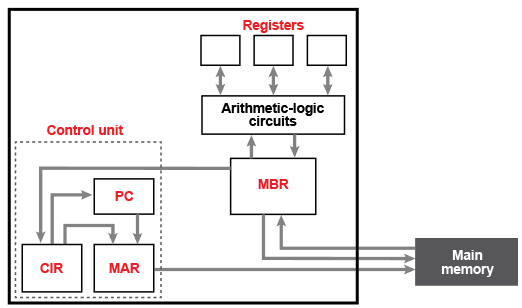 Registers
Arithmetic-logic
circuits
Control unit
PC
MBR
CIR
MAR
Main
memory